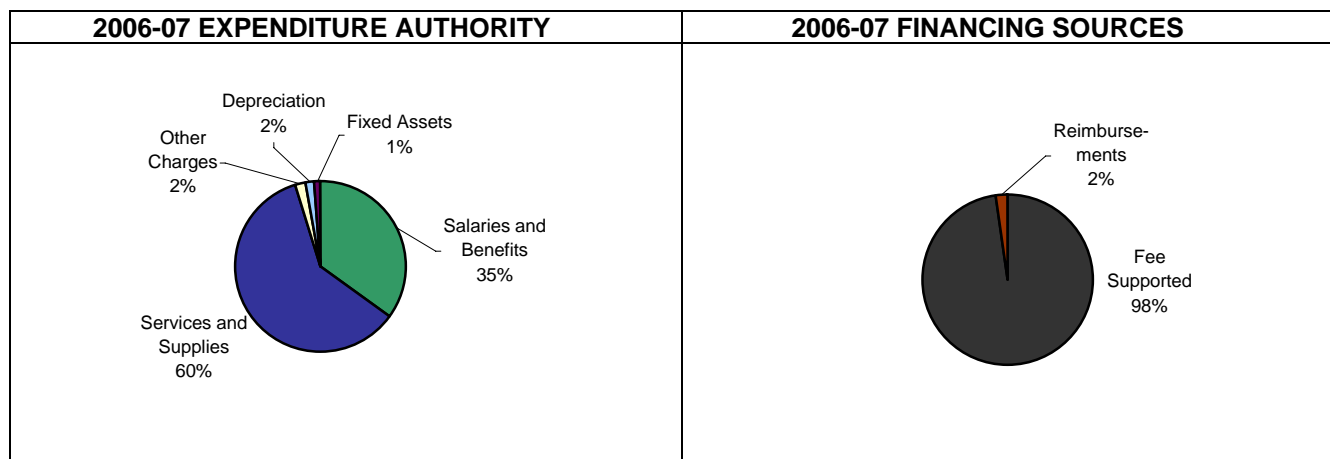 2006-07 EXPENDITURE AUTHORITY
Depreciation
2%
Fixed Assets
1%
Other
Charges
2%
Salaries and
Benefits
35%
Services and
Supplies
60%
2006-07 FINANCING SOURCES
Reimburse-
ments
2%
Fee
Supported
98%